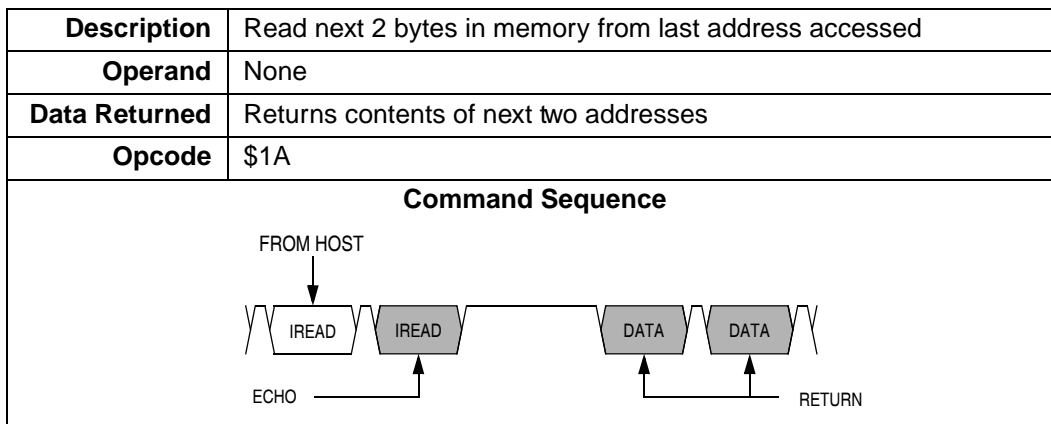 Description Read next 2 bytes in memory from last address accessed
Operand None
Data Returned Returns contents of next two addresses
Opcode $1A
Command Sequence
FROM HOST
IREAD IREAD DATA DATA
ECHO RETURN